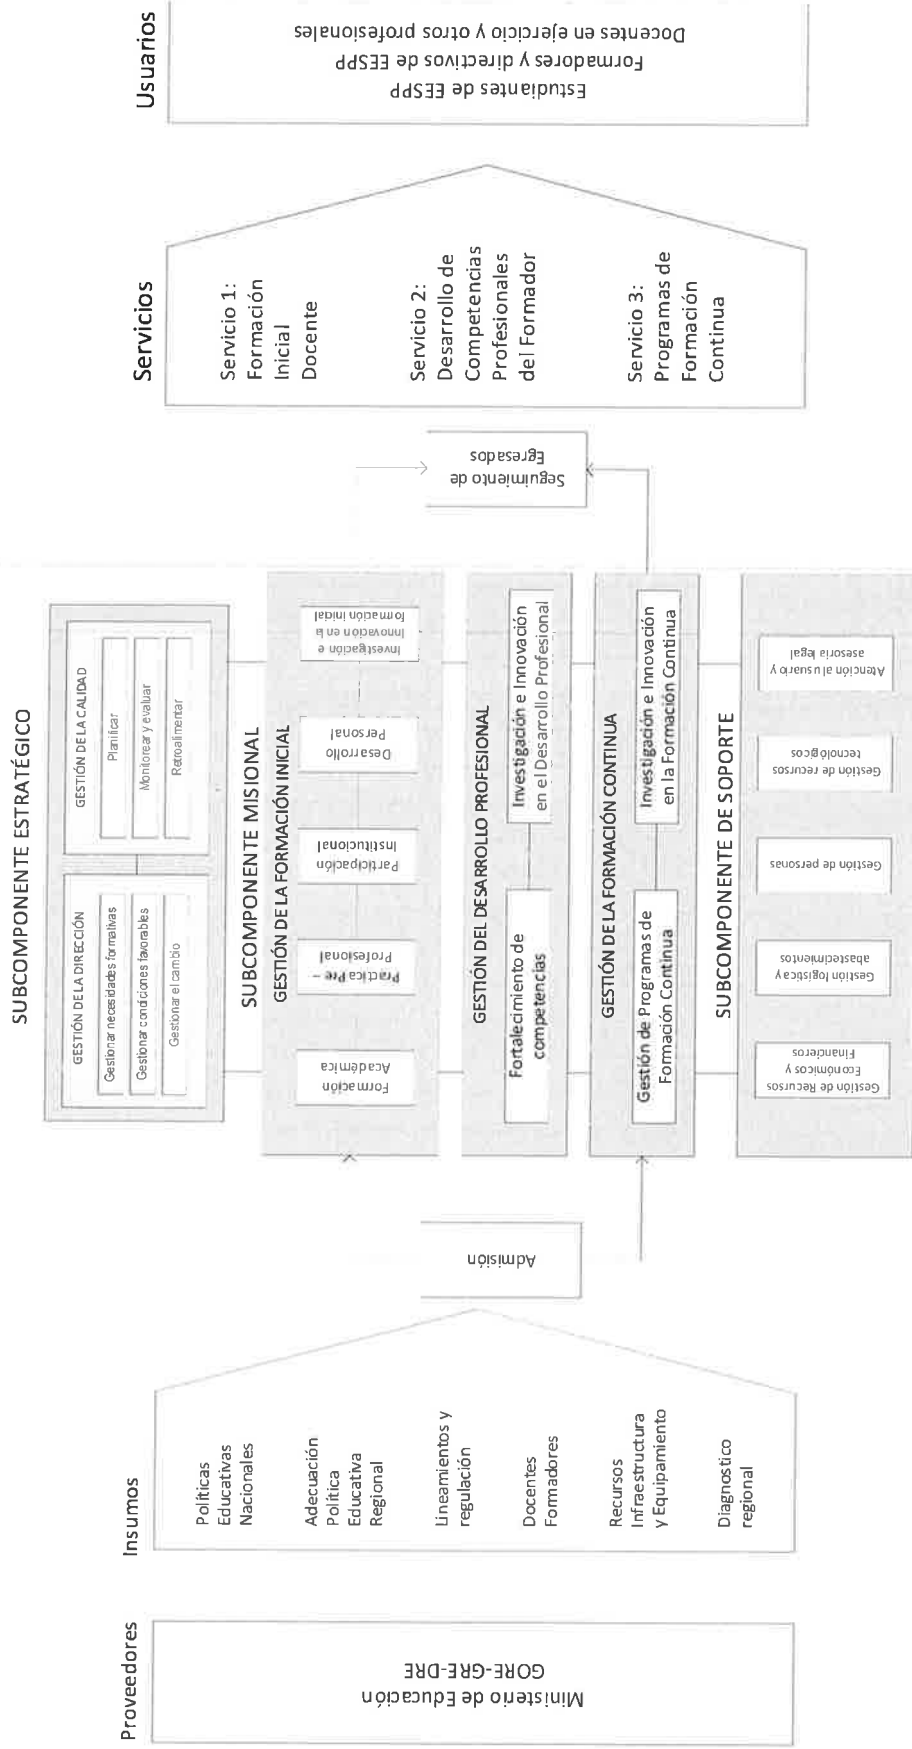 Proveedores
Ministerio de Educación
GORE-GRE-DRE
Insumos
Políticas
Educativas
Nacionales
Adecuación
Política
Educativa
Regional
Lineamientos y
regulación
Docentes
Formadores
Recursos
Infraestructura
y Equipamiento
Diagnostico
regional
Admisión
SUBCOMPONENTE ESTRATÉGICO
GESTIÓN DE LA DIRECCIÓN
Gestionar necesidades formativas
Gestionar condiciones favorables
Gestionar el cambio
GESTIÓN DE LA CALIDAD
Planificar
Monitorear y evaluar
Retroalimentar
SUBCOMPONENTE MISIONAL
GESTIÓN DE LA FORMACIÓN INICIAL
Formación
Académica
Practica Pre –
Profesional
Participación
Institucional
Desarrollo
Personal
Investigación e
Innovación en la
formación inicial
GESTIÓN DEL DESARROLLO PROFESIONAL
Fortalecimiento de
competencias
Investigación e Innovación
en el Desarrollo Profesional
GESTIÓN DE LA FORMACIÓN CONTINUA
Gestión de Programas de
Formación Continua
Investigación e Innovación
en la Formación Continua
SUBCOMPONENTE DE SOPORTE
Gestión de Recursos
Económicos y
Financieros
Gestión logística y
abastecimientos
Gestión de personas
Gestión de recursos
tecnológicos
Atención al usuario y
asesoria legal
Seguimiento de
Egresados
Servicios
Servicio 1:
Formación
Inicial
Docente
Servicio 2:
Desarrollo de
Competencias
Profesionales
del Formador
Servicio 3:
Programas de
Formación
Continua
Usuarios
Estudiantes de EESPP
Formadores y directivos de EESPP
Docentes en ejercicio y otros profesionales